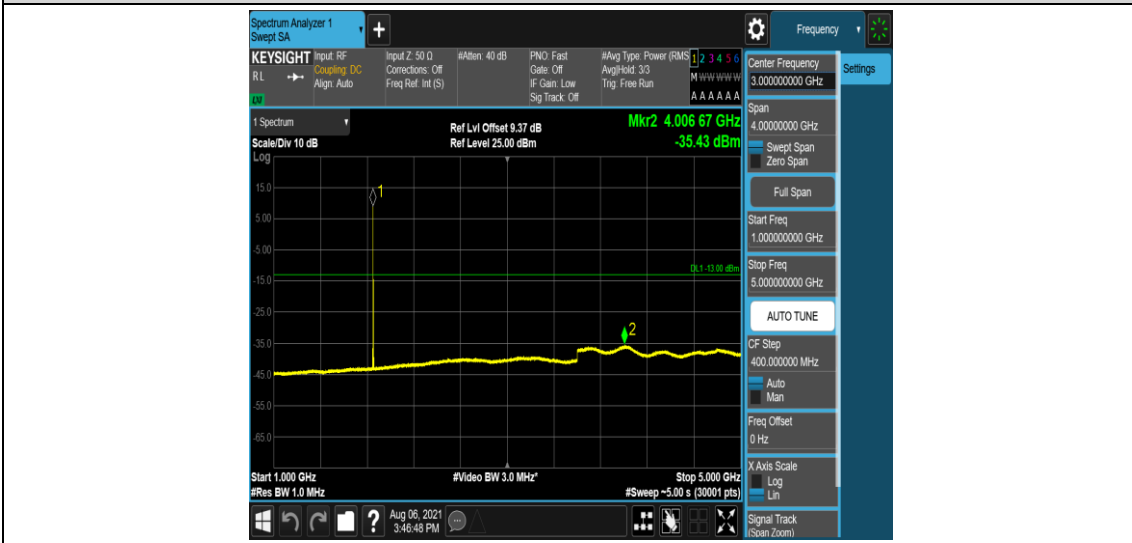 Spectrum Analyzer 1
Swept SA
+
Frequency
KEYSIGHT
RL
LXI
Input: RF
Coupling: DC
Align: Auto
Input Z: 50 Ω
Corrections: Off
Freq Ref: Int (S)
#Atten: 40 dB
PNO: Fast
Gate: Off
IF Gain: Low
Sig Track: Off
#Avg Type: Power (RMS
Avg|Hold: 3/3
Trig: Free Run
1 2 3 4 5 6
M W W W W W
A A A A A A
1 Spectrum
Scale/Div 10 dB
Log
Ref Lvl Offset 9.37 dB
Ref Level 25.00 dBm
Mkr2 4.006 67 GHz
-35.43 dBm
15.0
5.00
-5.00
-15.0
-25.0
-35.0
-45.0
-55.0
-65.0
1
DL1 -13.00 dBm
2
Start 1.000 GHz
#Res BW 1.0 MHz
#Video BW 3.0 MHz*
Stop 5.000 GHz
#Sweep ~5.00 s (30001 pts)
?
Aug 06, 2021
3:46:48 PM
Center Frequency
3.000000000 GHz
Settings
Span
4.00000000 GHz
Swept Span
Zero Span
Full Span
Start Freq
1.000000000 GHz
Stop Freq
5.000000000 GHz
AUTO TUNE
CF Step
400.000000 MHz
Auto
Man
Freq Offset
0 Hz
X Axis Scale
Log
Lin
Signal Track
(Span Zoom)